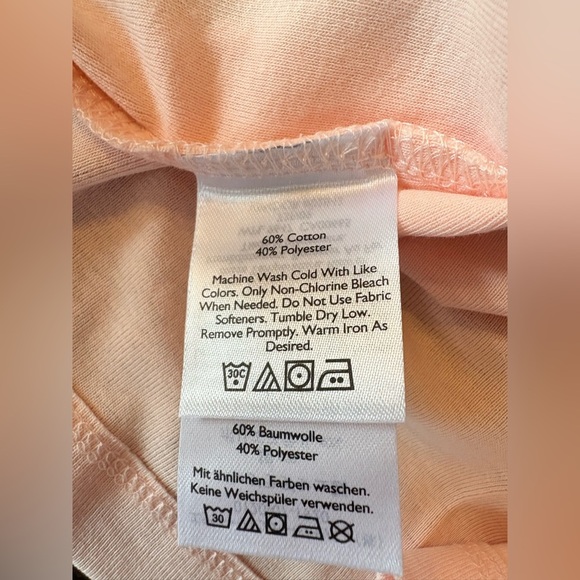 60% Cotton
40% Polyester
Machine Wash Cold With Like
Colors. Only Non-Chlorine Bleach
When Needed. Do Not Use Fabric
Softeners. Tumble Dry Low.
Remove Promptly. Warm Iron As
Desired.
30C
60% Baumwolle
40% Polyester
Mit ähnlichen Farben waschen.
Keine Weichspüler verwenden.
30